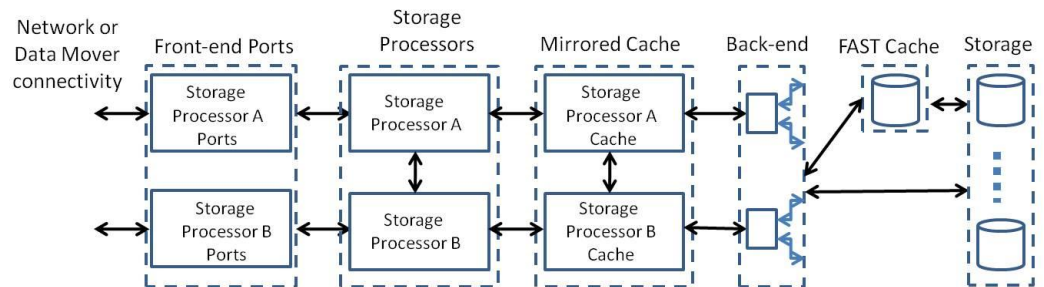 Network or
Data Mover
connectivity
Front-end Ports
Storage
Processors
Mirrored Cache
Back-end
FAST Cache
Storage
Storage
Processor A
Ports
Storage
Processor A
Storage
Processor A
Cache
Storage
Processor B
Ports
Storage
Processor B
Storage
Processor B
Cache